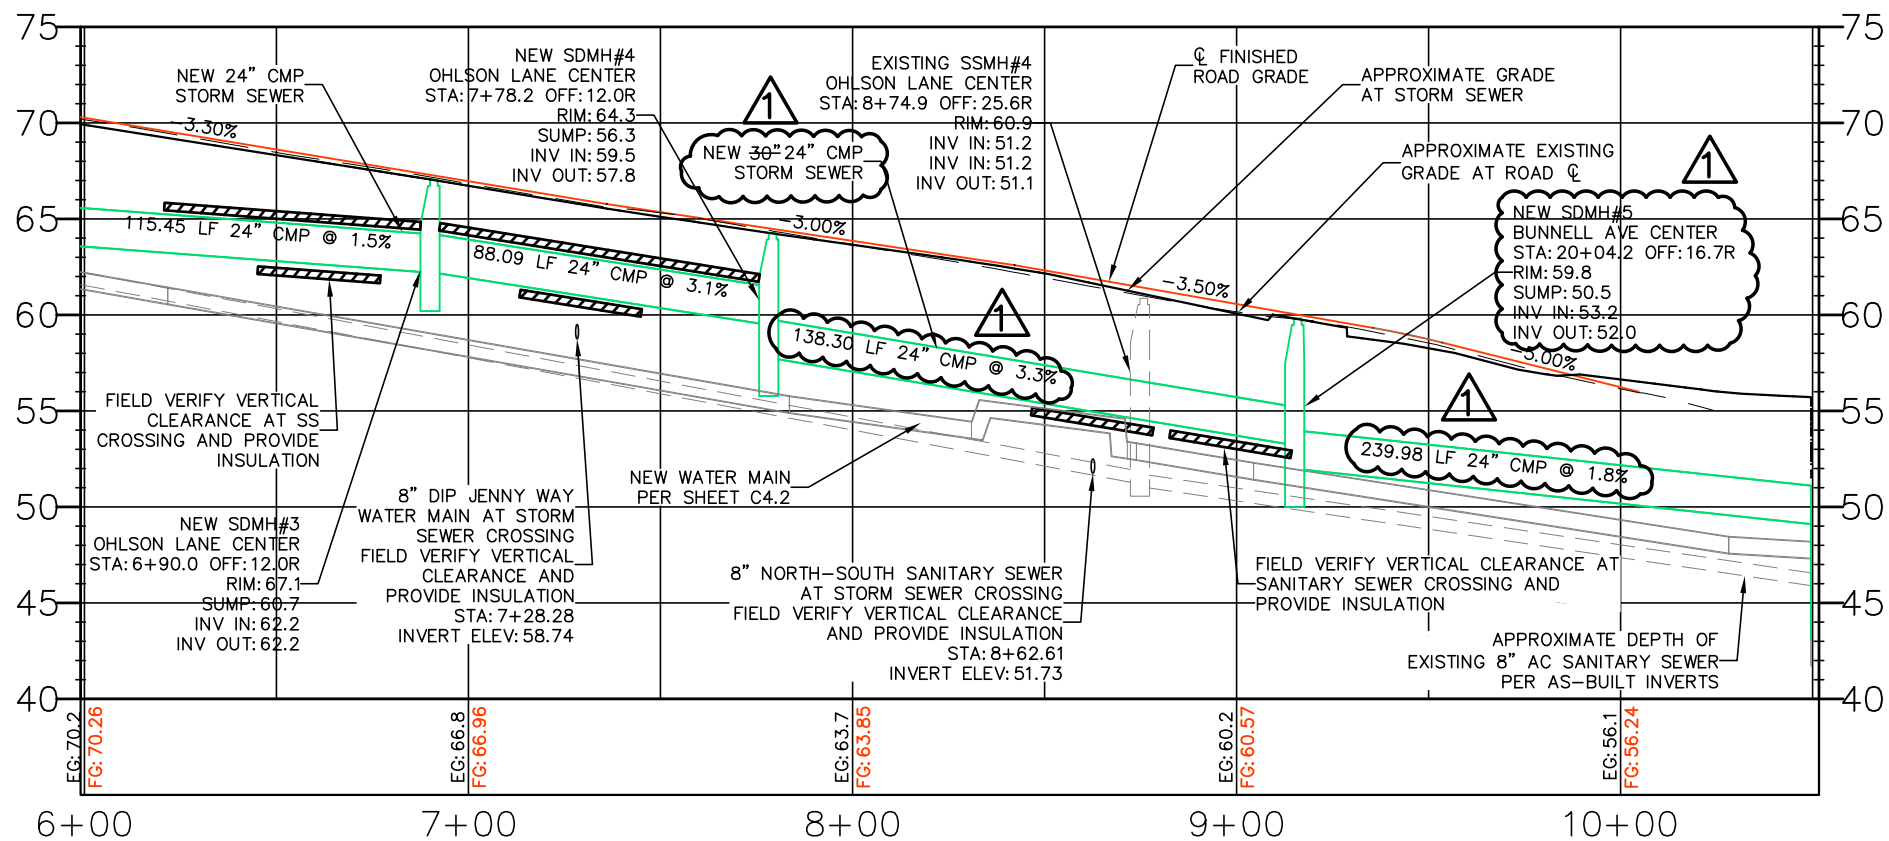 75
70
65
60
55
50
45
40
75
70
65
60
55
50
45
40
NEW 24" CMP
STORM SEWER
-3.30%
NEW SDMH#4
OHLSON LANE CENTER
STA: 7+78.2 OFF: 12.0R
RIM: 64.3
SUMP: 56.3
INV IN: 59.5
INV OUT: 57.8
1
NEW 30" 24" CMP
STORM SEWER
EXISTING SSMH#4
OHLSON LANE CENTER
STA: 8+74.9 OFF: 25.6R
RIM: 60.9
INV IN: 51.2
INV IN: 51.2
INV OUT: 51.1
℄ FINISHED
ROAD GRADE
APPROXIMATE GRADE
AT STORM SEWER
APPROXIMATE EXISTING
GRADE AT ROAD ℄
1
NEW SDMH#5
BUNNELL AVE CENTER
STA: 20+04.2 OFF: 16.7R
RIM: 59.8
SUMP: 50.5
INV IN: 53.2
INV OUT: 52.0
-3.00%
-3.50%
-3.00%
115.45 LF 24" CMP @ 1.5%
88.09 LF 24" CMP @ 3.1%
1
138.30 LF 24" CMP @ 3.3%
1
239.98 LF 24" CMP @ 1.8%
FIELD VERIFY VERTICAL
CLEARANCE AT SS
CROSSING AND PROVIDE
INSULATION
NEW SDMH#3
OHLSON LANE CENTER
STA: 6+90.0 OFF: 12.0R
RIM: 67.1
SUMP: 60.7
INV IN: 62.2
INV OUT: 62.2
8" DIP JENNY WAY
WATER MAIN AT STORM
SEWER CROSSING
FIELD VERIFY VERTICAL
CLEARANCE AND
PROVIDE INSULATION
STA: 7+28.28
INVERT ELEV: 58.74
NEW WATER MAIN
PER SHEET C4.2
8" NORTH-SOUTH SANITARY SEWER
AT STORM SEWER CROSSING
FIELD VERIFY VERTICAL CLEARANCE
AND PROVIDE INSULATION
STA: 8+62.61
INVERT ELEV: 51.73
FIELD VERIFY VERTICAL CLEARANCE AT
SANITARY SEWER CROSSING AND
PROVIDE INSULATION
APPROXIMATE DEPTH OF
EXISTING 8" AC SANITARY SEWER
PER AS-BUILT INVERTS
EG: 70.2
FG: 70.26
EG: 66.8
FG: 66.96
EG: 63.7
FG: 63.85
EG: 60.2
FG: 60.57
EG: 56.1
FG: 56.24
6+00
7+00
8+00
9+00
10+00